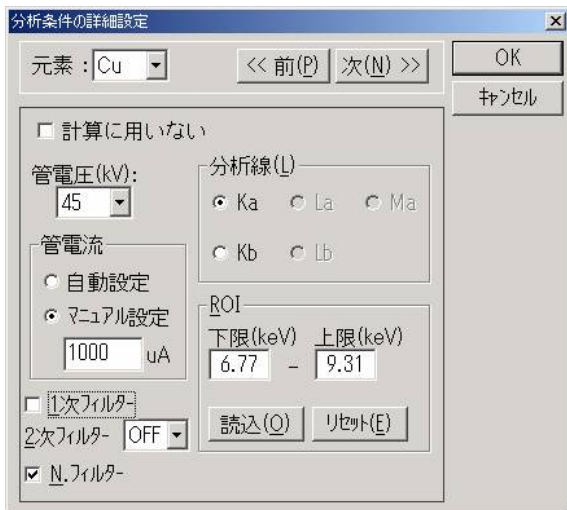 分析条件の詳細設定
元素：Cu
<< 前(P)
次(N) >>
OK
キャンセル
計算に用いない
管電圧(kV):
45
分析線(L)
Ka
La
Ma
Kb
Lb
管電流
自動設定
マニュアル設定
1000 uA
ROI
下限(keV) 上限(keV)
6.77 - 9.31
読込(O)
リセット(E)
1次フィルター
2次フィルター OFF
N.フィルター